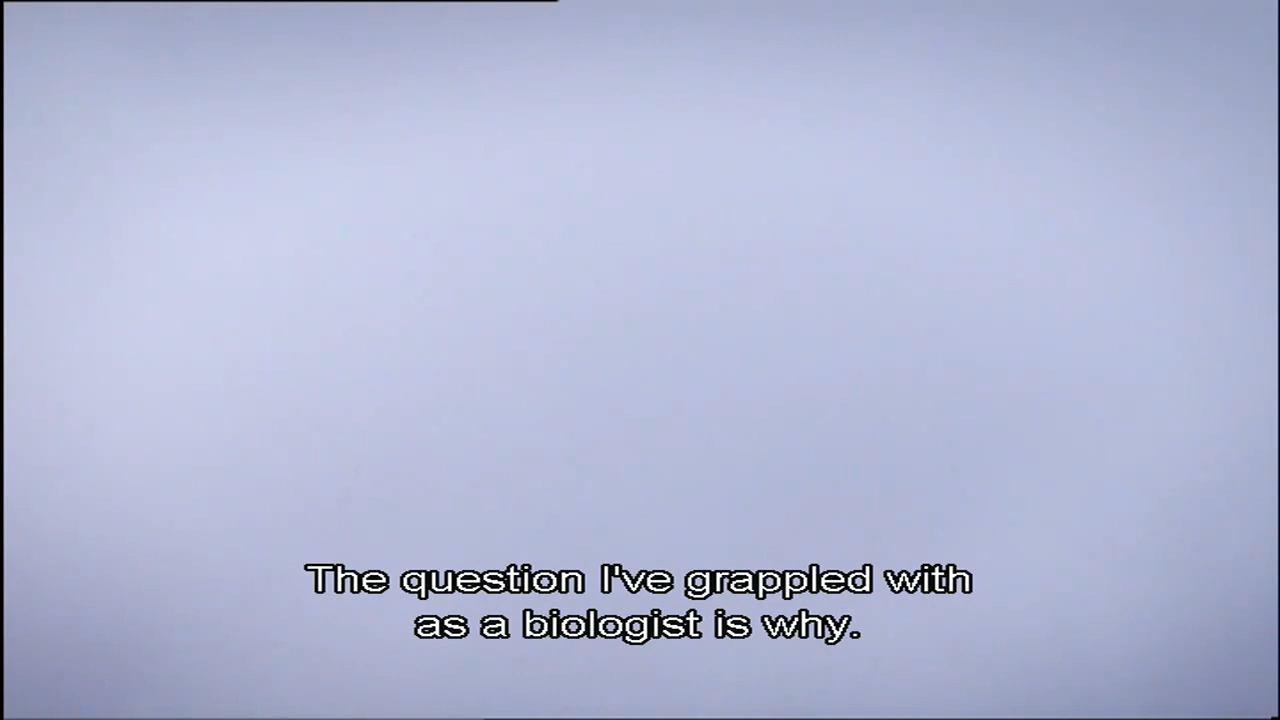 The question I've grappled with
as a biologist is why.